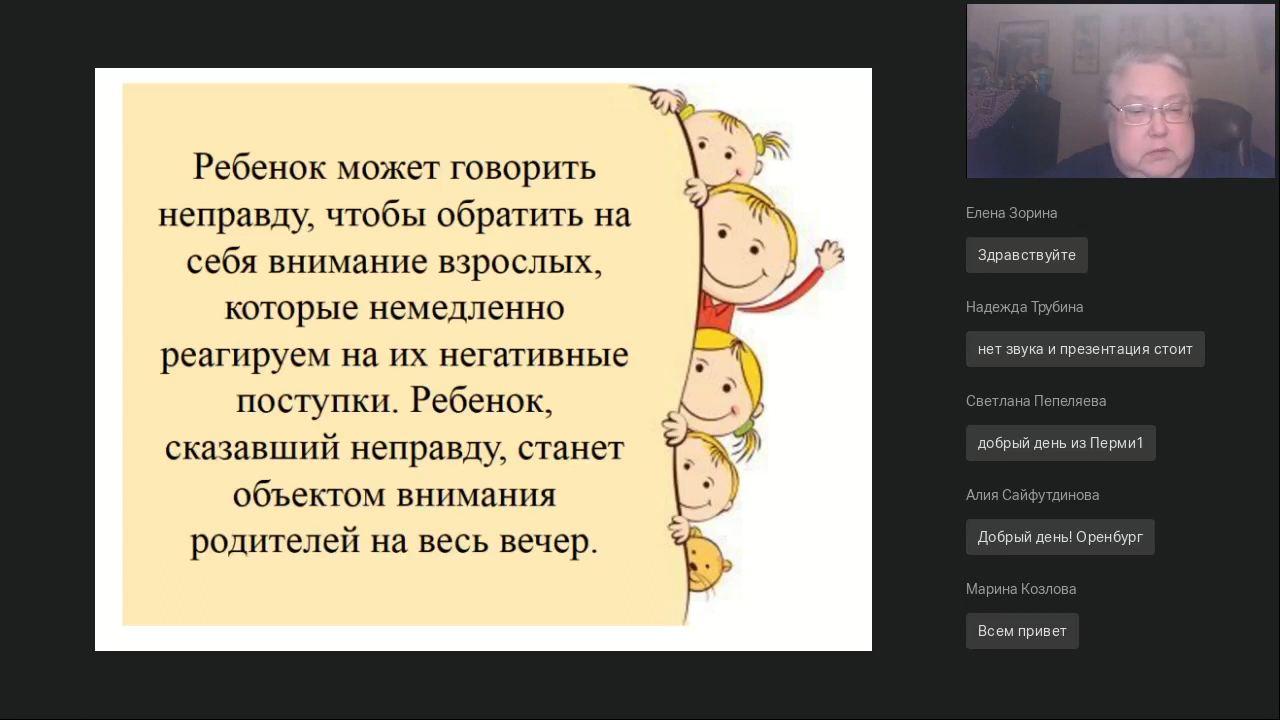 Ребенок может говорить
неправду, чтобы обратить на
себя внимание взрослых,
которые немедленно
реагируем на их негативные
поступки. Ребенок,
сказавший неправду, станет
объектом внимания
родителей на весь вечер.
Елена Зорина
Здравствуйте
Надежда Трубина
нет звука и презентация стоит
Светлана Пепеляева
добрый день из Перми1
Алия Сайфутдинова
Добрый день! Оренбург
Марина Козлова
Всем привет